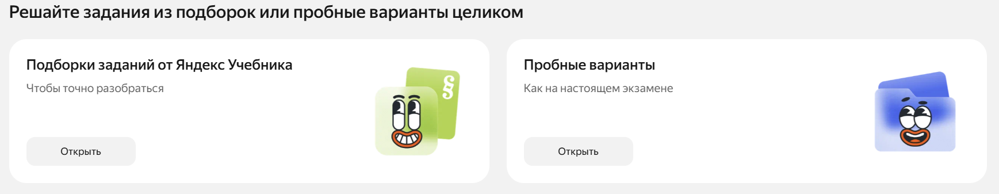 Решайте задания из подборок или пробные варианты целиком
Подборки заданий от Яндекс Учебника
Чтобы точно разобраться
§
Открыть
Пробные варианты
Как на настоящем экзамене
Открыть